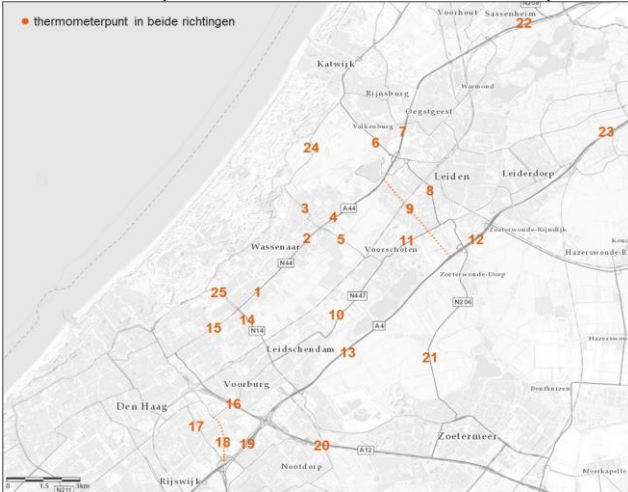 N208
Voorhout Sassenheim
22
• thermometerpunt in beide richtingen
Katwijk
Rijnsburg
Warmond
Oegstgeest
Valkenburg
7
23
6
24
Leiden
Leiderdorp
8
3
9
A44
4
Zoeterwoude-Rijndijk
2
5
11
12
Wassenaar
Voorschoten
Hazerswoude-R
N44
Zoeterwoude-Dorp
25
1
N447
N206
10
14
15
A4
N14
Leidschendam
13
21
Voorburg
Benthuizen
Den Haag
16
17
18
19
20
A12
Zoetermeer
Nootdorp
Rijswijk
Moerkapelle
0 1.5 3km
N211